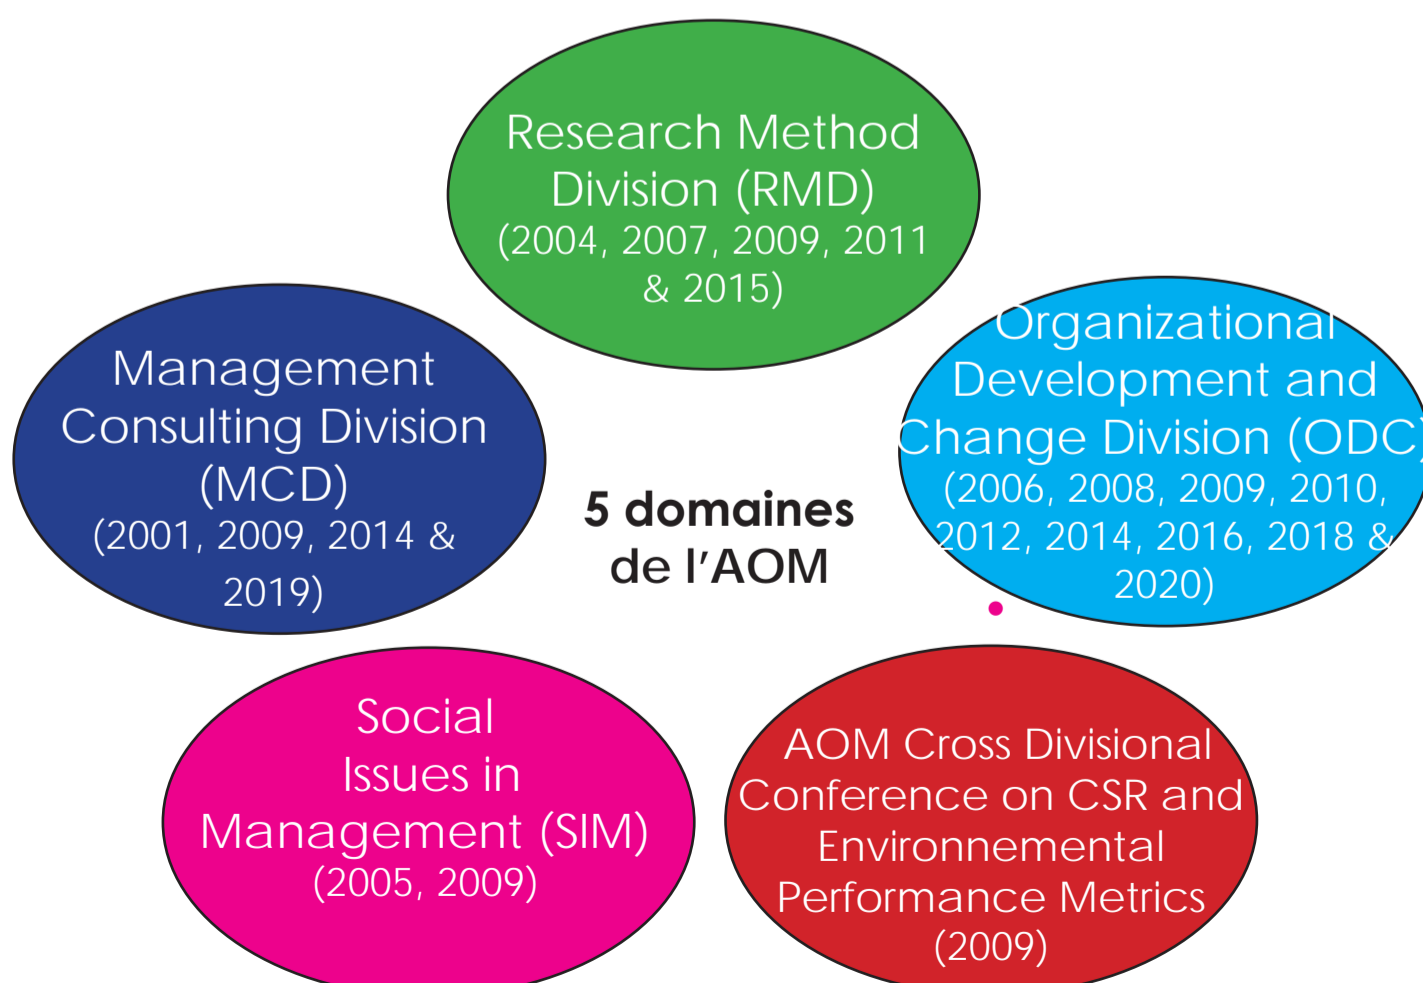 Research Method
Division (RMD)
(2004, 2007, 2009, 2011
& 2015)
Management
Consulting Division
(MCD)
(2001, 2009, 2014 &
2019)
Organizational
Development and
Change Division (ODC)
(2006, 2008, 2009, 2010,
2012, 2014, 2016, 2018 &
2020)
5 domaines
de l’AOM
Social
Issues in
Management (SIM)
(2005, 2009)
AOM Cross Divisional
Conference on CSR and
Environnemental
Performance Metrics
(2009)